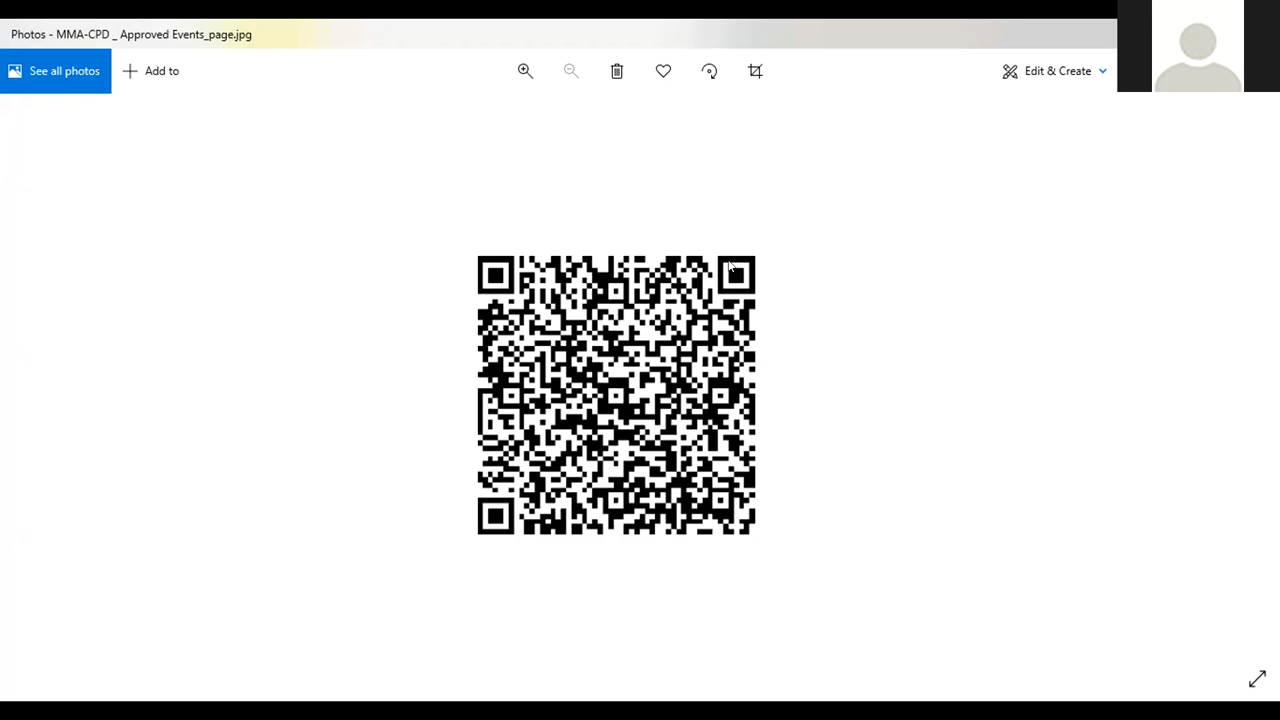 Photos - MMA-CPD _ Approved Events_page.jpg
See all photos
Add to
Edit & Create